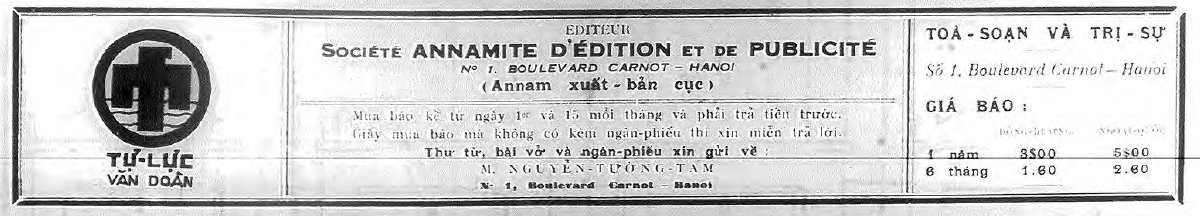 TỰ-LỰC
VĂN DOÀN
EDITEUR
SOCIÉTÉ ANNAMITE D'ÉDITION ET DE PUBLICITÉ
Nº 1. BOULEVARD CARNOT – HANOI
(Annam xuất-bản cục)
Mua báo kể từ ngày 1er và 15 mỗi tháng và phải trả tiền trước.
Giấy mua báo mà không có kèm ngân-phiếu thì xin miễn trả lời.
Thư từ, bài vở và ngân-phiếu xin gửi về :
M. NGUYỄN-TƯỜNG-TAM
Nº 1, Boulevard Carnot – Hanoi
TOÀ-SOẠN VÀ TRỊ-SỰ
Số 1, Boulevard Carnot – Hanoi
GIÁ BÁO :
1 năm 3$00 5$00
6 tháng 1.60 2.60